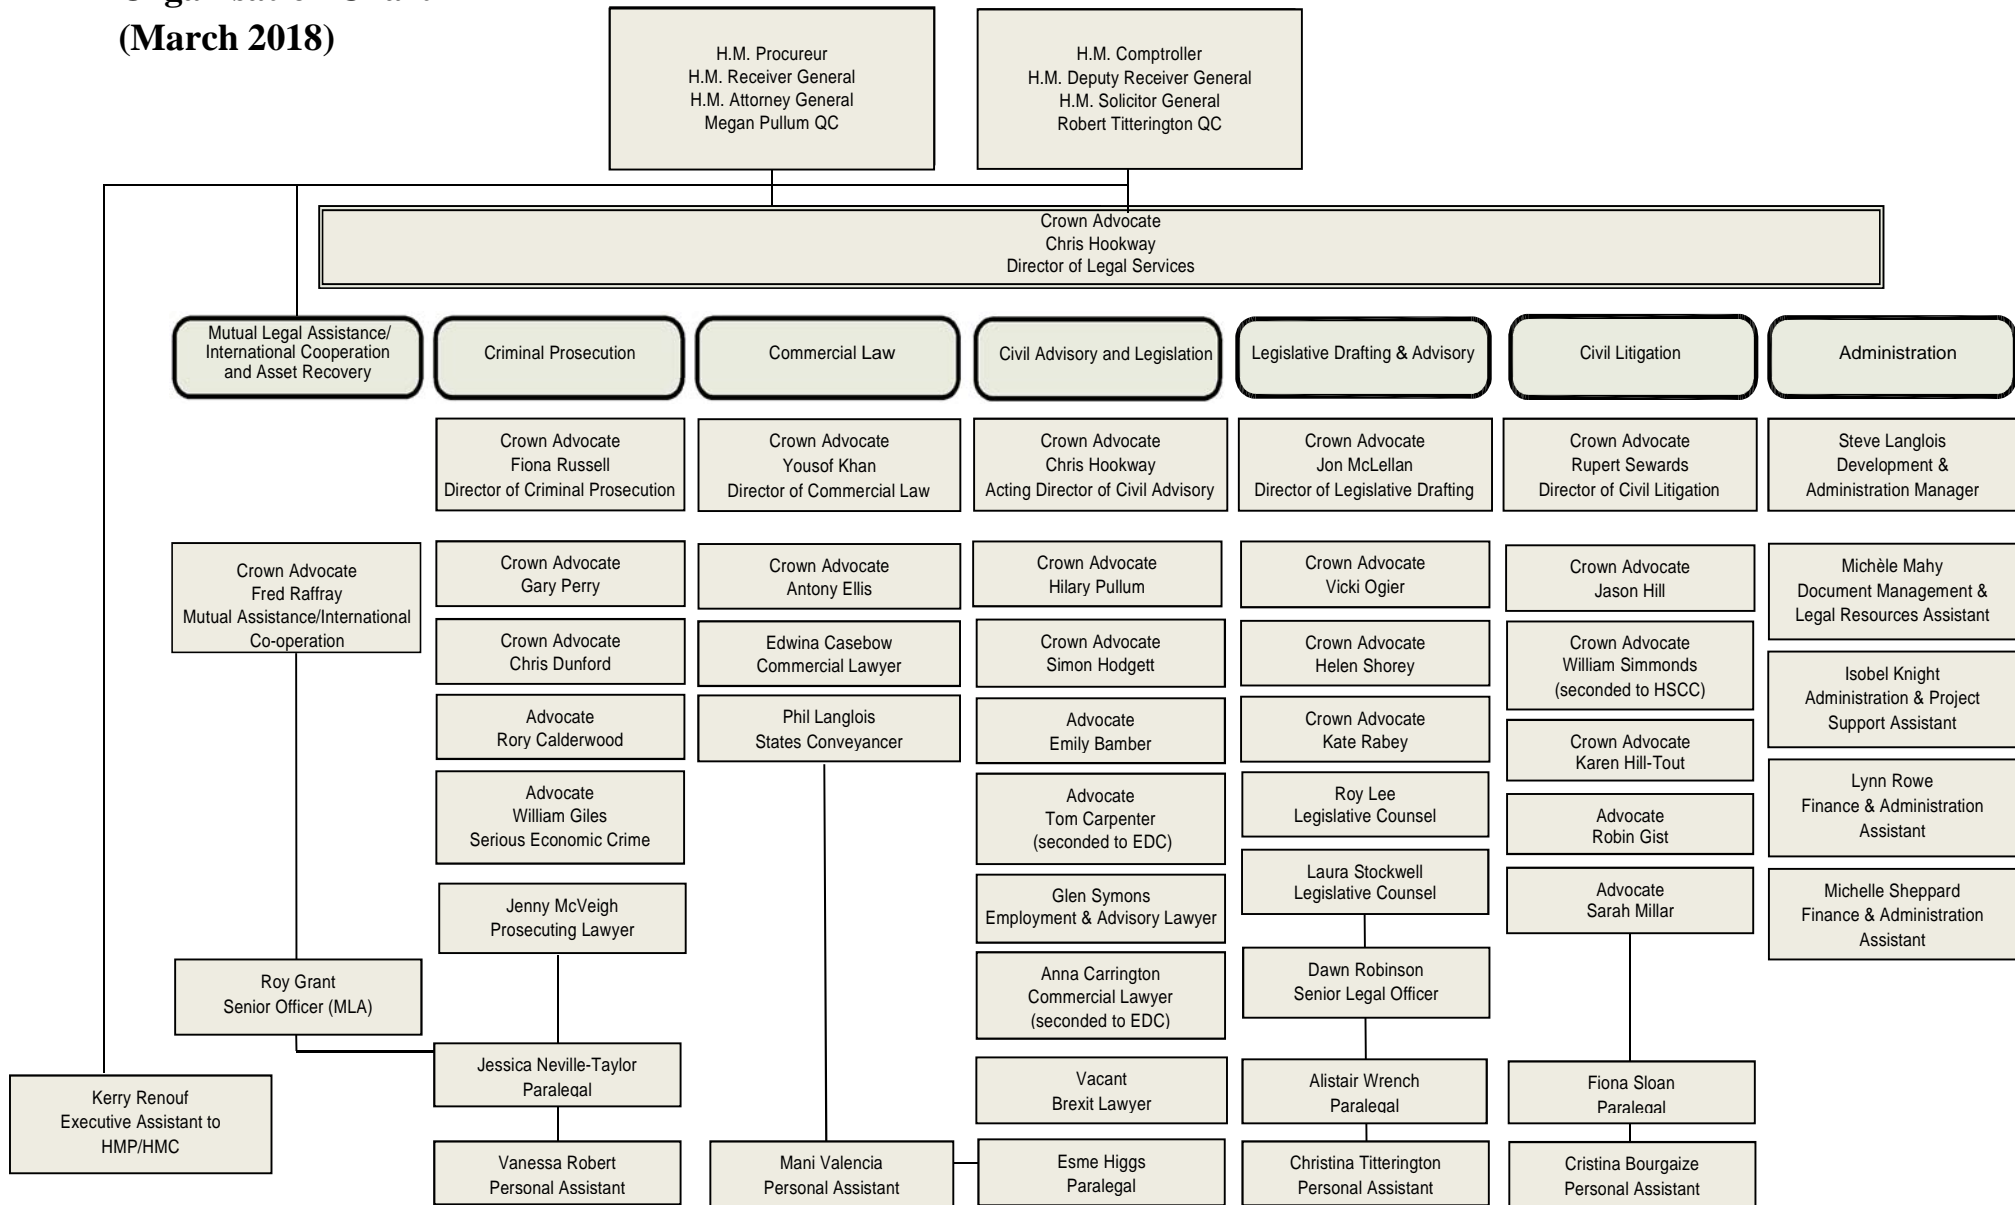 (March 2018)
H.M. Procureur
H.M. Receiver General
H.M. Attorney General
Megan Pullum QC
H.M. Comptroller
H.M. Deputy Receiver General
H.M. Solicitor General
Robert Titterington QC
Crown Advocate
Chris Hookway
Director of Legal Services
Mutual Legal Assistance/
International Cooperation
and Asset Recovery
Criminal Prosecution
Commercial Law
Civil Advisory and Legislation
Legislative Drafting & Advisory
Civil Litigation
Administration
Crown Advocate
Fiona Russell
Director of Criminal Prosecution
Crown Advocate
Yousof Khan
Director of Commercial Law
Crown Advocate
Chris Hookway
Acting Director of Civil Advisory
Crown Advocate
Jon McLellan
Director of Legislative Drafting
Crown Advocate
Rupert Sewards
Director of Civil Litigation
Steve Langlois
Development &
Administration Manager
Crown Advocate
Fred Raffray
Mutual Assistance/International
Co-operation
Crown Advocate
Gary Perry
Crown Advocate
Antony Ellis
Crown Advocate
Hilary Pullum
Crown Advocate
Vicki Ogier
Crown Advocate
Jason Hill
Michèle Mahy
Document Management &
Legal Resources Assistant
Crown Advocate
Chris Dunford
Edwina Casebow
Commercial Lawyer
Crown Advocate
Simon Hodgett
Crown Advocate
Helen Shorey
Crown Advocate
William Simmonds
(seconded to HSCC)
Isobel Knight
Administration & Project
Support Assistant
Advocate
Rory Calderwood
Phil Langlois
States Conveyancer
Advocate
Emily Bamber
Crown Advocate
Kate Rabey
Crown Advocate
Karen Hill-Tout
Advocate
William Giles
Serious Economic Crime
Advocate
Tom Carpenter
(seconded to EDC)
Roy Lee
Legislative Counsel
Advocate
Robin Gist
Lynn Rowe
Finance & Administration
Assistant
Jenny McVeigh
Prosecuting Lawyer
Glen Symons
Employment & Advisory Lawyer
Laura Stockwell
Legislative Counsel
Advocate
Sarah Millar
Michelle Sheppard
Finance & Administration
Assistant
Roy Grant
Senior Officer (MLA)
Anna Carrington
Commercial Lawyer
(seconded to EDC)
Dawn Robinson
Senior Legal Officer
Jessica Neville-Taylor
Paralegal
Vacant
Brexit Lawyer
Alistair Wrench
Paralegal
Fiona Sloan
Paralegal
Kerry Renouf
Executive Assistant to
HMP/HMC
Vanessa Robert
Personal Assistant
Mani Valencia
Personal Assistant
Esme Higgs
Paralegal
Christina Titterington
Personal Assistant
Cristina Bourgaize
Personal Assistant